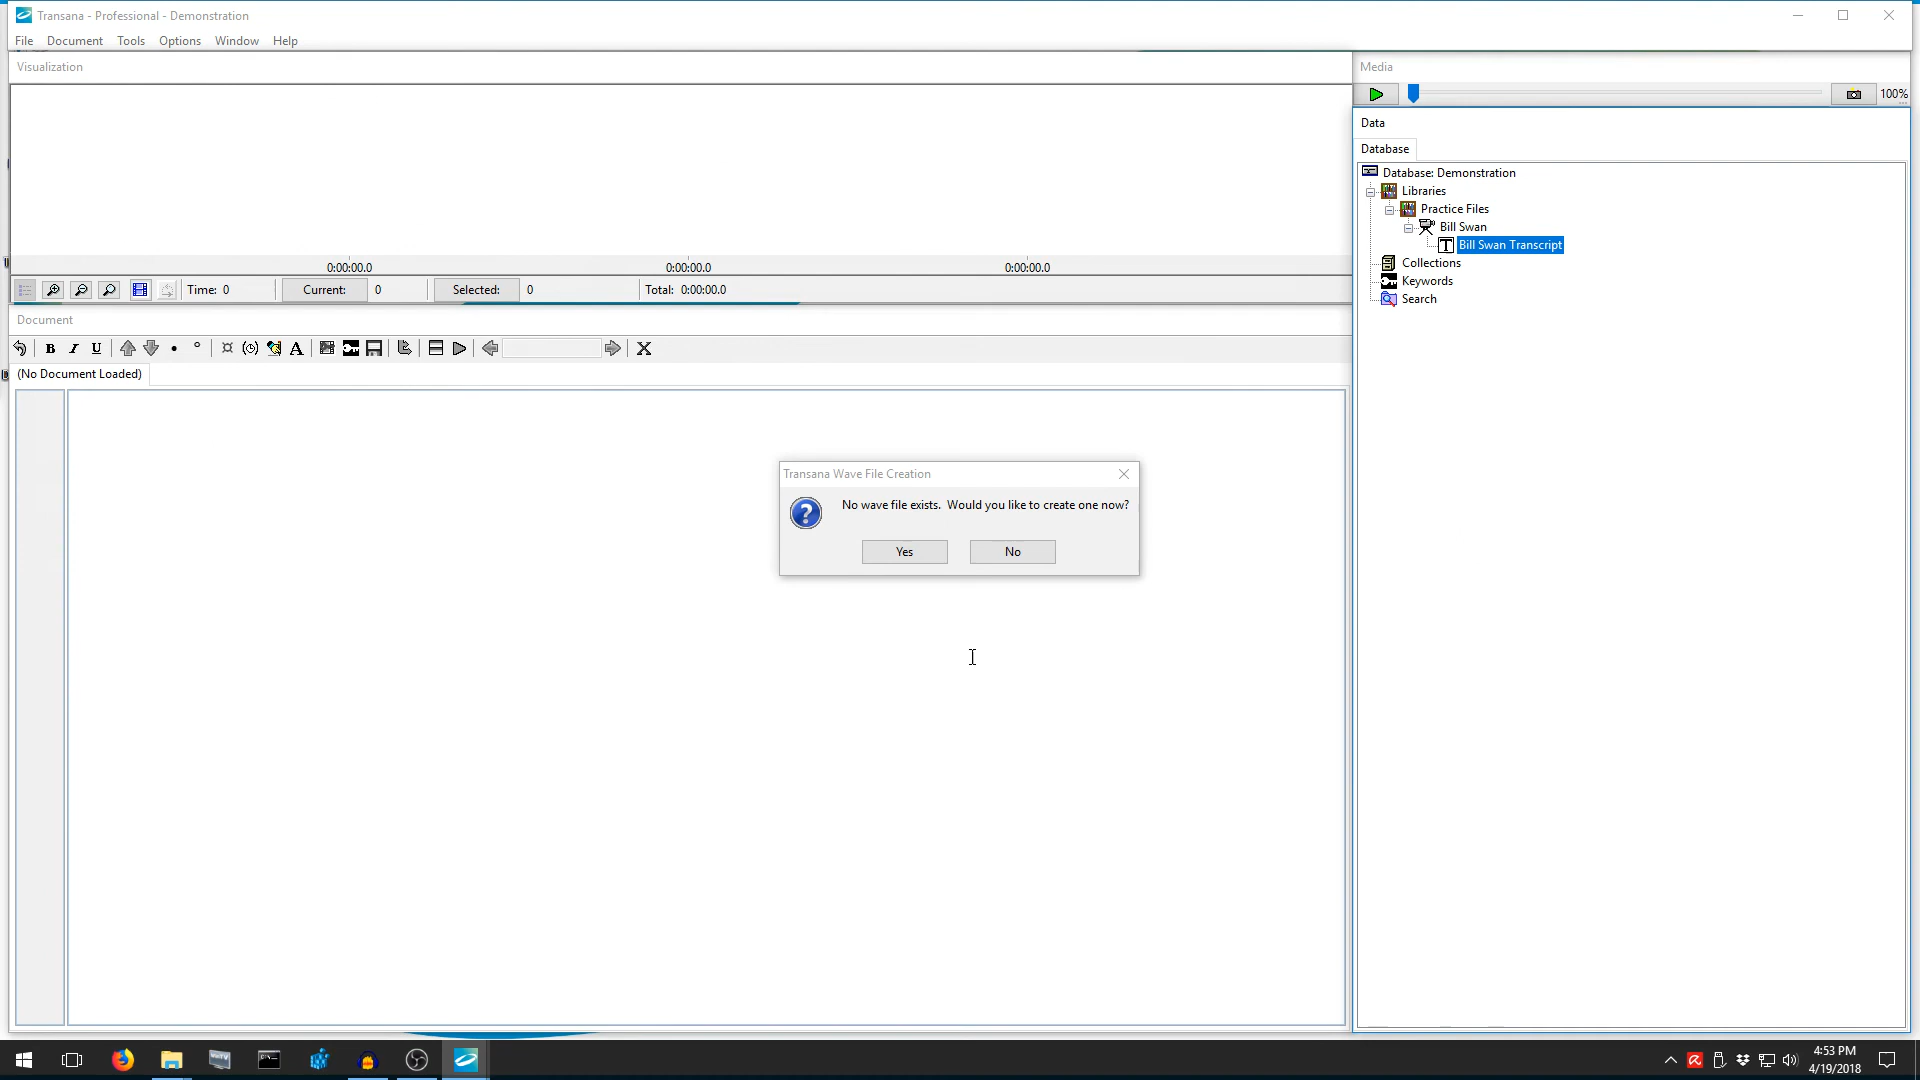 Transana - Professional - Demonstration
File Document Tools Options Window Help
Visualization
0:00:00.0 0:00:00.0 0:00:00.0
Time: 0 Current: 0 Selected: 0 Total: 0:00:00.0
Document
B I U A X
(No Document Loaded)
Transana Wave File Creation
No wave file exists. Would you like to create one now?
Yes No
Media
100%
Data
Database
Database: Demonstration
Libraries
Practice Files
Bill Swan
T Bill Swan Transcript
Collections
Keywords
Search
4:53 PM
4/19/2018